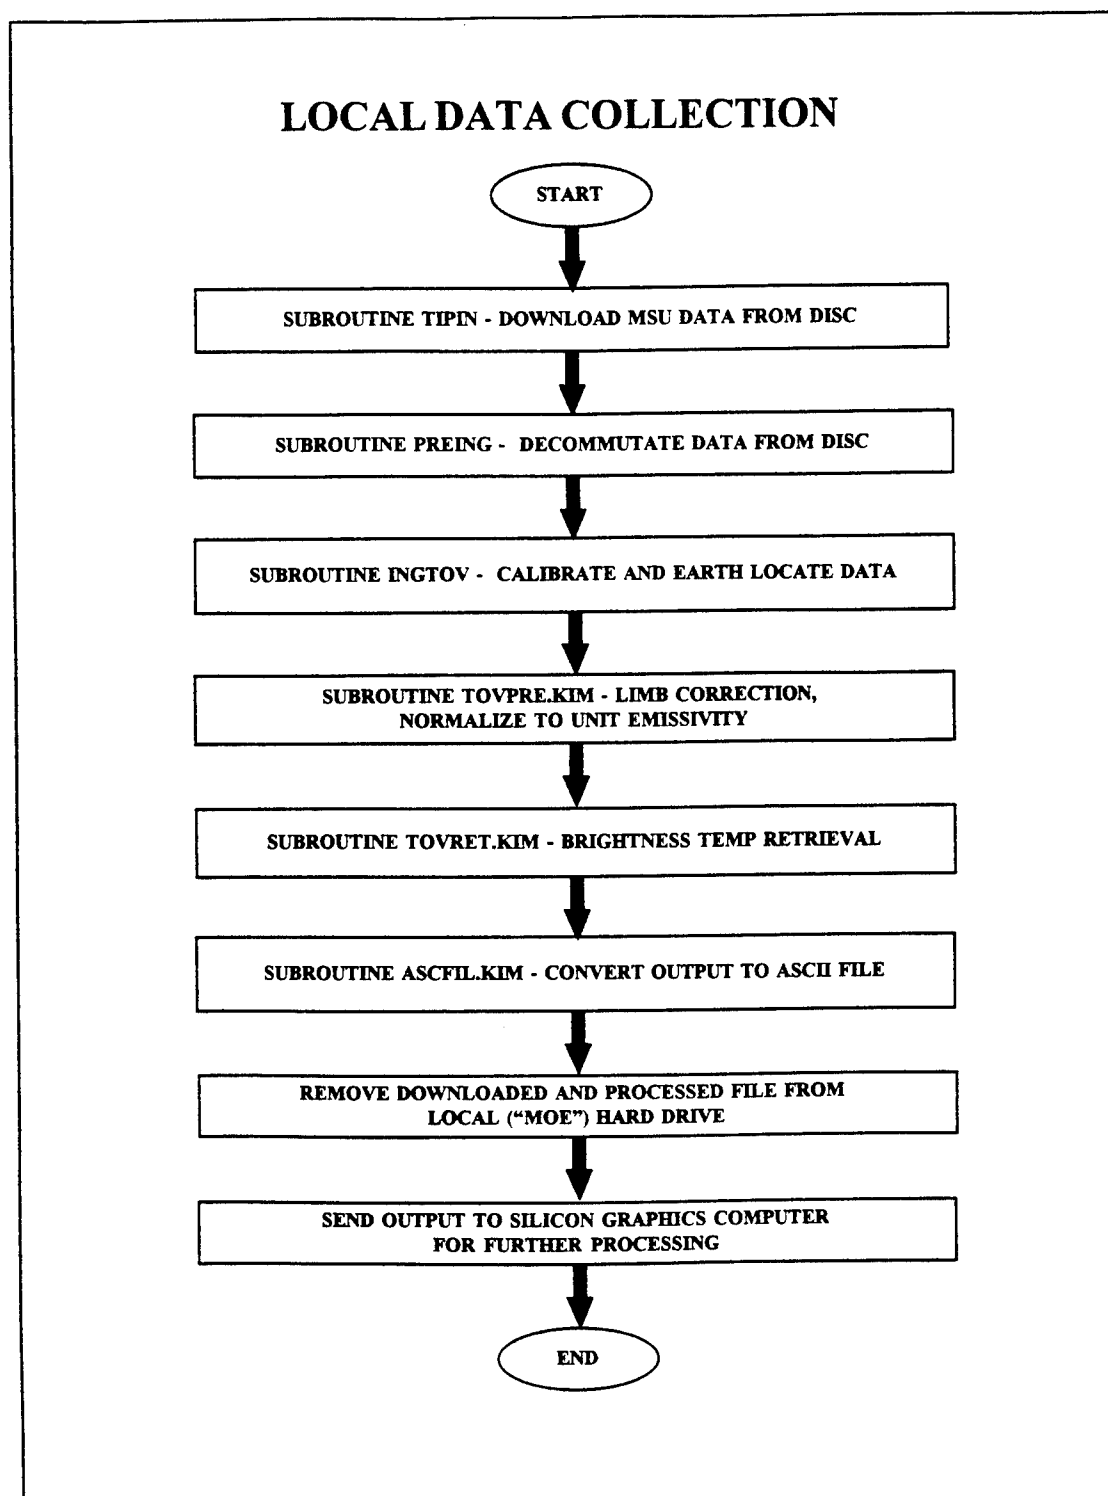 LOCAL DATA COLLECTION
START
SUBROUTINE TIPIN - DOWNLOAD MSU DATA FROM DISC
SUBROUTINE PREING - DECOMMUTATE DATA FROM DISC
SUBROUTINE INGTOV - CALIBRATE AND EARTH LOCATE DATA
SUBROUTINE TOVPRE.KIM - LIMB CORRECTION,
NORMALIZE TO UNIT EMISSIVITY
SUBROUTINE TOVRET.KIM - BRIGHTNESS TEMP RETRIEVAL
SUBROUTINE ASCFIL.KIM - CONVERT OUTPUT TO ASCII FILE
REMOVE DOWNLOADED AND PROCESSED FILE FROM
LOCAL (“MOE”) HARD DRIVE
SEND OUTPUT TO SILICON GRAPHICS COMPUTER
FOR FURTHER PROCESSING
END